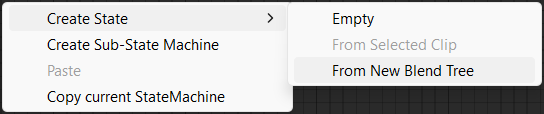 Create State
Create Sub-State Machine
Paste
Copy current StateMachine
Empty
From Selected Clip
From New Blend Tree